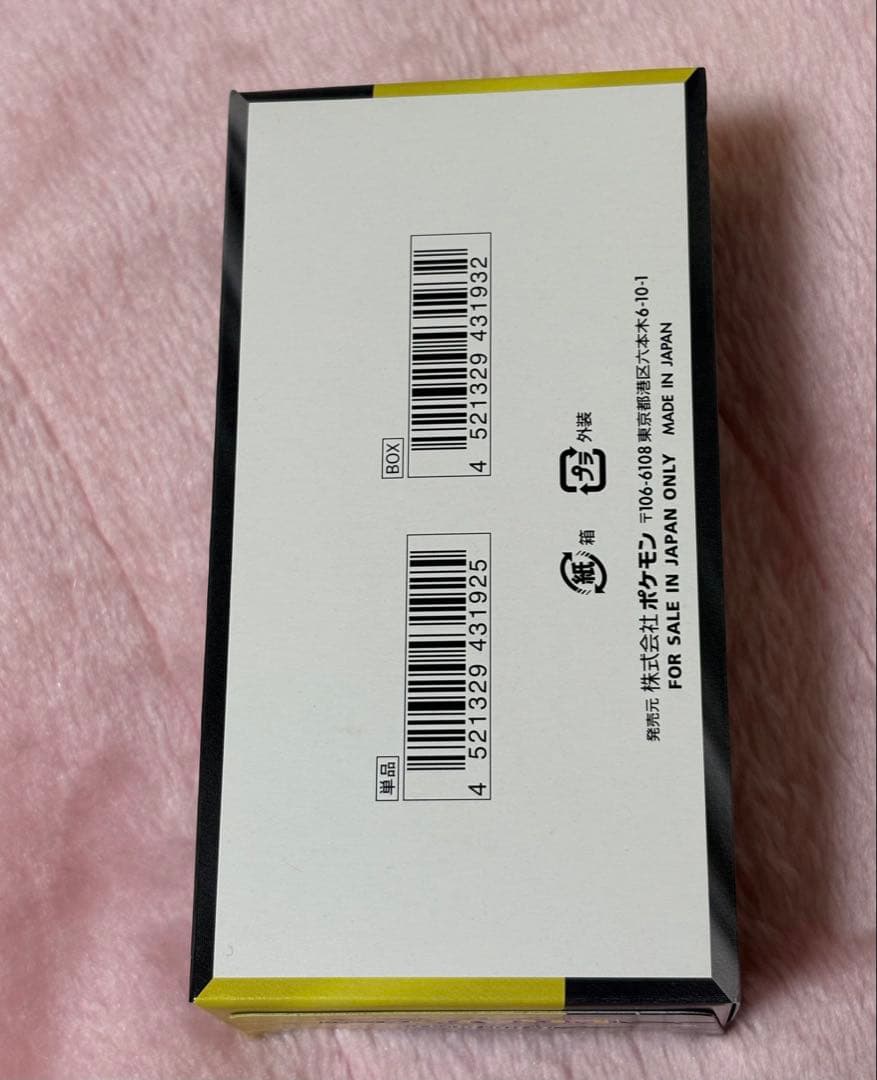 単品
4 521329 431925
BOX
4 521329 431932
紙 箱
プラ 外装
発売元 株式会社 ポケモン 〒106-6108 東京都港区六本木6-10-1
FOR SALE IN JAPAN ONLY MADE IN JAPAN